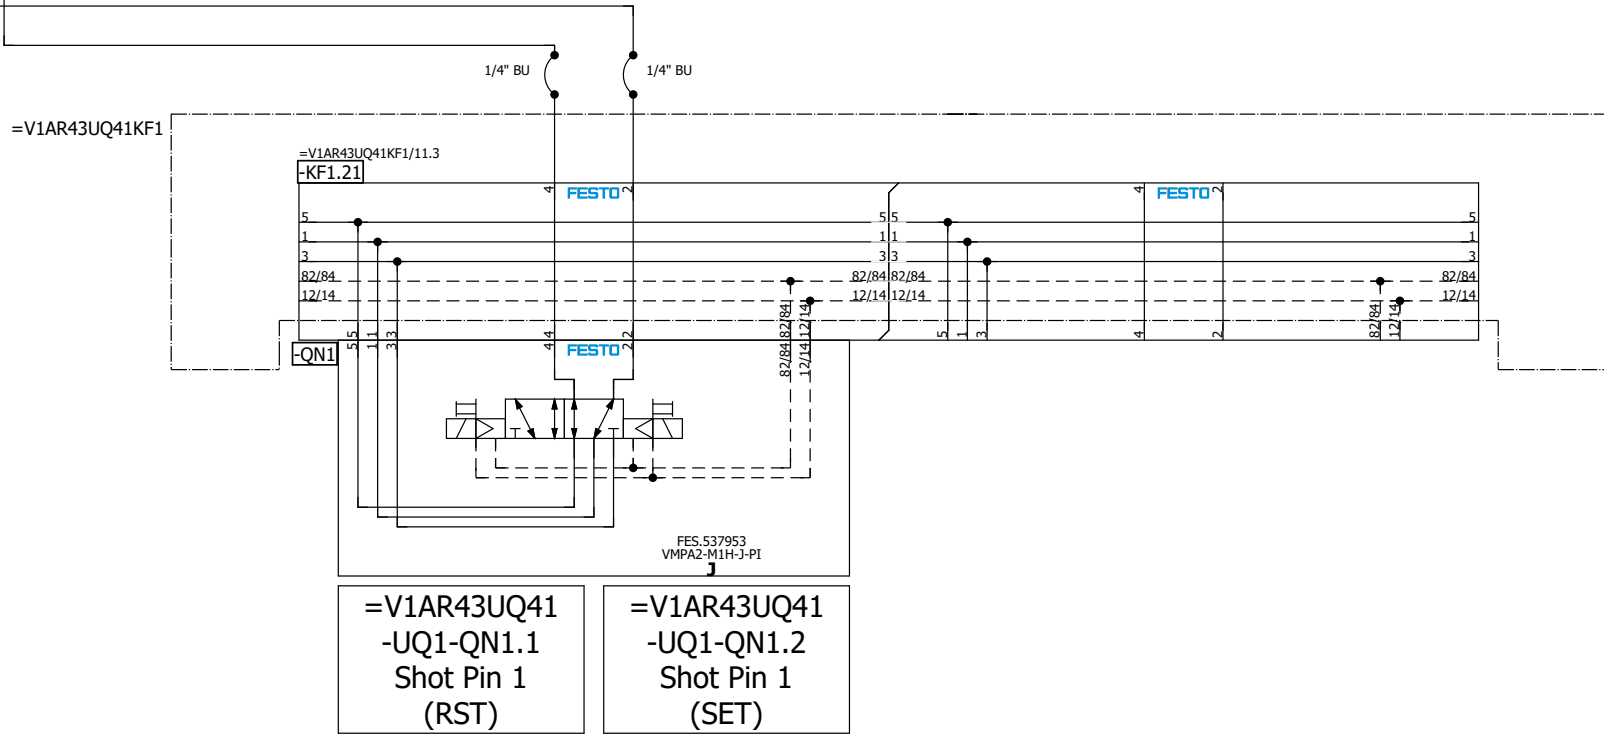 1/4" BU
1/4" BU
=V1AR43UQ41KF1
=V1AR43UQ41KF1/11.3
-KF1.21
4 FESTO 2
4 FESTO 2
5 5 5 5
1 1 1 1
3 3 3 3
82/84 82/84 82/84 82/84
12/14 12/14 12/14 12/14
5 1 3 4 2 82/84 12/14
5 1 3 4 2 82/84 12/14
-QN1
5 1 3 4 FESTO 2 82/84 12/14
FES.537953
VMPA2-M1H-J-PI
J
=V1AR43UQ41
-UQ1-QN1.1
Shot Pin 1
(RST)
=V1AR43UQ41
-UQ1-QN1.2
Shot Pin 1
(SET)